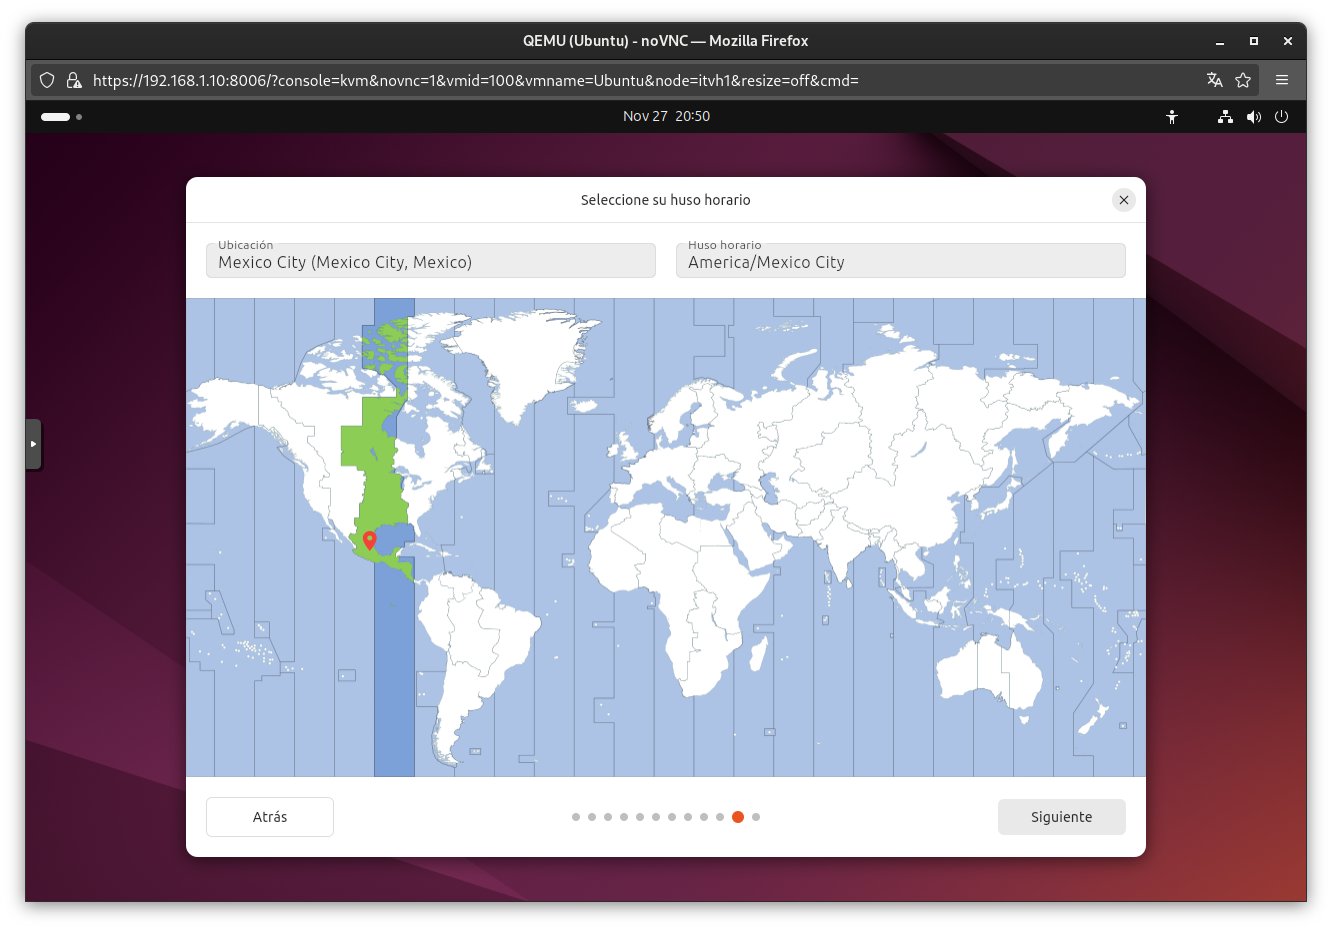 QEMU (Ubuntu) - noVNC — Mozilla Firefox
https://192.168.1.10:8006/?console=kvm&novnc=1&vmid=100&vmname=Ubuntu&node=itvh1&resize=off&cmd=
Nov 27 20:50
Seleccione su huso horario
Ubicación
Mexico City (Mexico City, Mexico)
Huso horario
America/Mexico City
Atrás
Siguiente